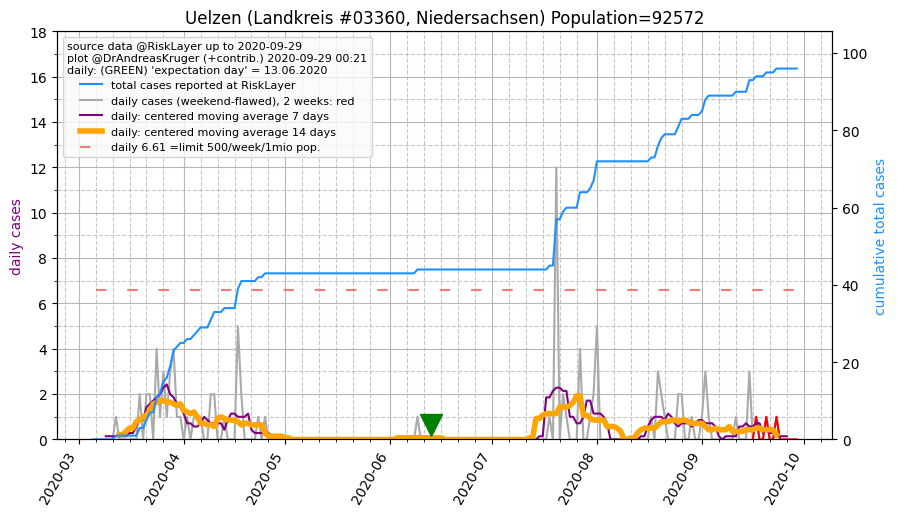 Uelzen (Landkreis #03360, Niedersachsen) Population=92572
source data @RiskLayer up to 2020-09-29
plot @DrAndreasKruger (+contrib.) 2020-09-29 00:21
daily: (GREEN) 'expectation day' = 13.06.2020
total cases reported at RiskLayer
daily cases (weekend-flawed), 2 weeks: red
daily: centered moving average 7 days
daily: centered moving average 14 days
daily 6.61 =limit 500/week/1mio pop.
daily cases
18
16
14
12
10
8
6
4
2
0
100
80
60
40
20
0
cumulative total cases
2020-03
2020-04
2020-05
2020-06
2020-07
2020-08
2020-09
2020-10